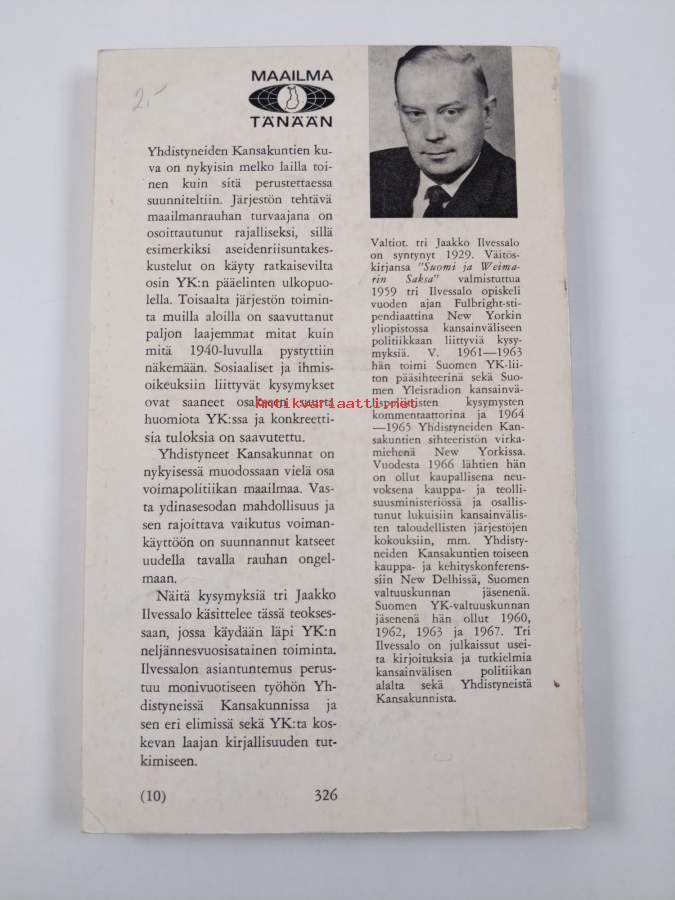 2,-
MAAILMA
TÄNÄÄN
Yhdistyneiden Kansakuntien ku-
va on nykyisin melko lailla toi-
nen kuin sitä perustettaessa
suunniteltiin. Järjestön tehtävä
maailmanrauhan turvaajana on
osoittautunut rajalliseksi, sillä
esimerkiksi aseidenriisuntakes-
kustelut on käyty ratkaisevilta
osin YK:n pääelinten ulkopuo-
lella. Toisaalta järjestön toimin-
ta muilla aloilla on saavuttanut
paljon laajemmat mitat kuin
mitä 1940-luvulla pystyttiin
näkemään. Sosiaaliset ja ihmis-
oikeuksiin liittyvät kysymykset
ovat saaneet osakseen suurta
huomiota YK:ssa ja konkreetti-
sia tuloksia on saavutettu.
Yhdistyneet Kansakunnat on
nykyisessä muodossaan vielä osa
voimapolitiikan maailmaa. Vas-
ta ydinasesodan mahdollisuus ja
sen rajoittava vaikutus voiman-
käyttöön on suunnannut katseet
uudella tavalla rauhan ongel-
maan.
Näitä kysymyksiä tri Jaakko
Ilvessalo käsittelee tässä teokses-
saan, jossa käydään läpi YK:n
neljännesvuosisatainen toiminta.
Ilvessalon asiantuntemus perus-
tuu monivuotiseen työhön Yh-
distyneissä Kansakunnissa ja
sen eri elimissä sekä YK:ta kos-
kevan laajan kirjallisuuden tut-
kimiseen.
(10) 326
Valtiot. tri Jaakko Ilvessalo
on syntynyt 1929. Väitös-
kirjansa "Suomi ja Weima-
rin Saksa" valmistuttua
1959 tri Ilvessalo opiskeli
vuoden ajan Fulbright-sti-
pendiaattina New Yorkin
yliopistossa kansainväliseen
politiikkaan liittyviä kysy-
myksiä. V. 1961—1963
hän toimi Suomen YK-lii-
ton pääsihteerinä sekä Suo-
men Yleisradion kansainvä-
lispoliittisten kysymysten
kommentaattorina ja 1964
—1965 Yhdistyneiden Kan-
sakuntien sihteeristön virka-
miehenä New Yorkissa.
Vuodesta 1966 lähtien hän
on ollut kaupallisena neu-
voksena kauppa- ja teolli-
suusministeriössä ja osallis-
tunut lukuisiin kansainvälis-
ten taloudellisten järjestöjen
kokouksiin, mm. Yhdisty-
neiden Kansakuntien toiseen
kauppa- ja kehityskonferens-
siin New Delhissä, Suomen
valtuuskunnan jäsenenä.
Suomen YK-valtuuskunnan
jäsenenä hän ollut 1960,
1962, 1963 ja 1967. Tri
Ilvessalo on julkaissut usei-
ta kirjoituksia ja tutkielmia
kansainvälisen politiikan
alalta sekä Yhdistyneistä
Kansakunnista.
antikvariaatti.net